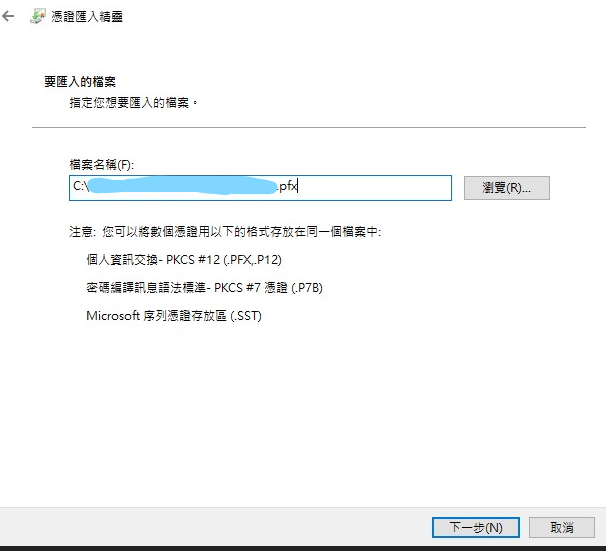 憑證匯入精靈
要匯入的檔案
指定您想要匯入的檔案。
檔案名稱(F):
C:\ .pfx
瀏覽(R)...
注意: 您可以將數個憑證用以下的格式存放在同一個檔案中:
個人資訊交換- PKCS #12 (.PFX,.P12)
密碼編譯訊息語法標準- PKCS #7 憑證 (.P7B)
Microsoft 序列憑證存放區 (.SST)
下一步(N)
取消